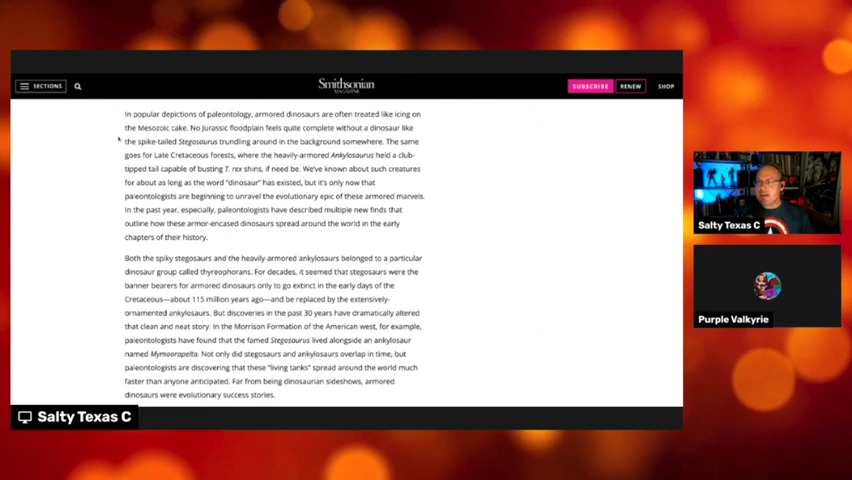 SECTIONS
Smithsonian
MAGAZINE
SUBSCRIBE
RENEW
SHOP
In popular depictions of paleontology, armored dinosaurs are often treated like icing on
the Mesozoic cake. No Jurassic floodplain feels quite complete without a dinosaur like
the spike-tailed Stegosaurus trundling around in the background somewhere. The same
goes for Late Cretaceous forests, where the heavily-armored Ankylosaurus held a club-
tipped tail capable of busting T. rex shins, if need be. We've known about such creatures
for about as long as the word "dinosaur" has existed, but it's only now that
paleontologists are beginning to unravel the evolutionary epic of these armored marvels.
In the past year, especially, paleontologists have described multiple new finds that
outline how these armor-encased dinosaurs spread around the world in the early
chapters of their history.
Both the spiky stegosaurs and the heavily-armored ankylosaurs belonged to a particular
dinosaur group called thyreophorans. For decades, it seemed that stegosaurs were the
banner bearers for armored dinosaurs only to go extinct in the early days of the
Cretaceous—about 115 million years ago—and be replaced by the extensively-
ornamented ankylosaurs. But discoveries in the past 30 years have dramatically altered
that clean and neat story. In the Morrison Formation of the American west, for example,
paleontologists have found that the famed Stegosaurus lived alongside an ankylosaur
named Mymoorapelta. Not only did stegosaurs and ankylosaurs overlap in time, but
paleontologists are discovering that these "living tanks" spread around the world much
faster than anyone anticipated. Far from being dinosaurian sideshows, armored
dinosaurs were evolutionary success stories.
Salty Texas C
Salty Texas C
Purple Valkyrie